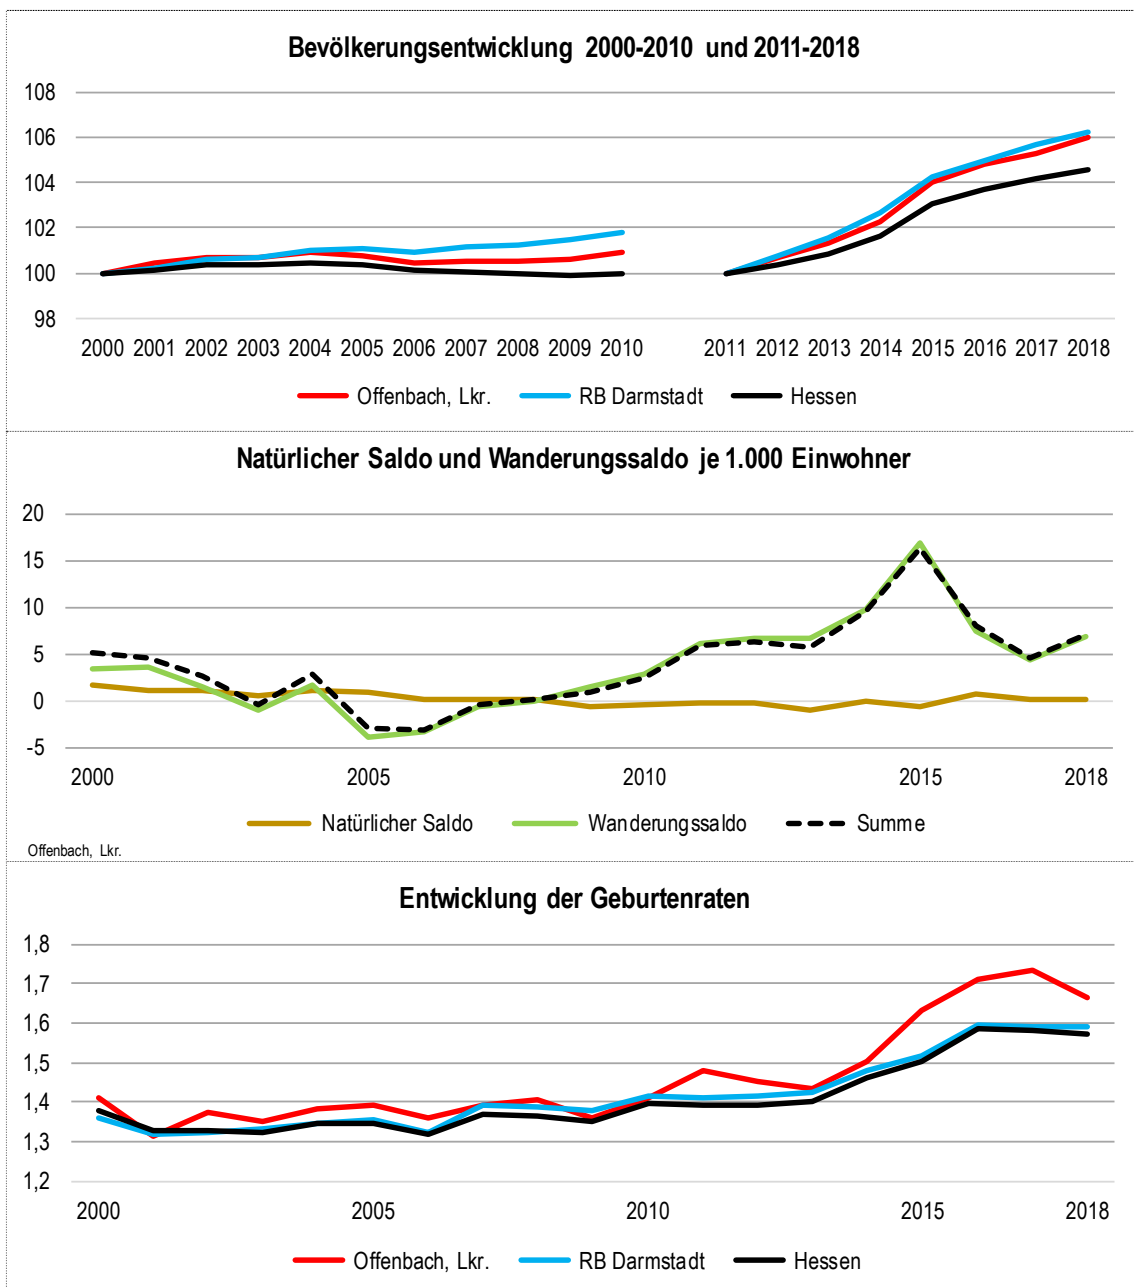 Bevölkerungsentwicklung 2000-2010 und 2011-2018
108
106
104
102
100
98
2000 2001 2002 2003 2004 2005 2006 2007 2008 2009 2010 2011 2012 2013 2014 2015 2016 2017 2018
Offenbach, Lkr. RB Darmstadt Hessen
Natürlicher Saldo und Wanderungssaldo je 1.000 Einwohner
20
15
10
5
0
-5
2000 2005 2010 2015 2018
Natürlicher Saldo Wanderungssaldo Summe
Offenbach, Lkr.
Entwicklung der Geburtenraten
1,8
1,7
1,6
1,5
1,4
1,3
1,2
2000 2005 2010 2015 2018
Offenbach, Lkr. RB Darmstadt Hessen